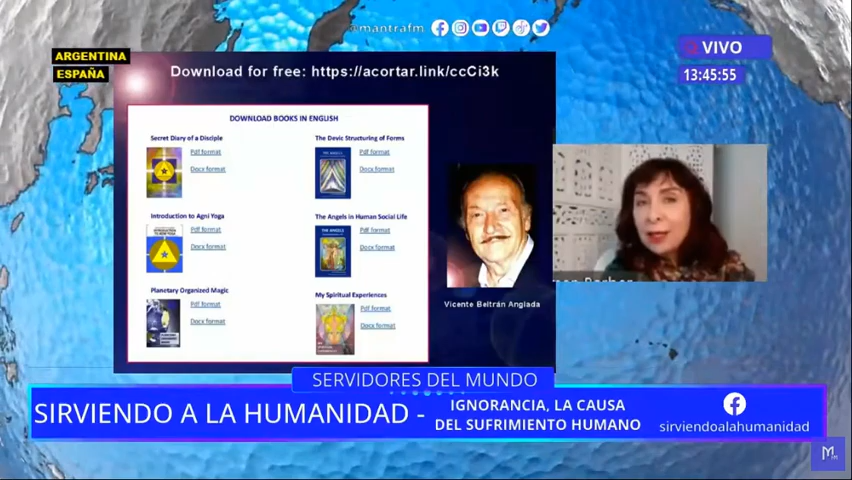 @mantrafm
ARGENTINA
ESPAÑA
VIVO
13:45:55
Download for free: https://acortar.link/ccCi3k
DOWNLOAD BOOKS IN ENGLISH
Secret Diary of a Disciple
Pdf format
Docx format
The Devic Structuring of Forms
Pdf format
Docx format
Introduction to Agni Yoga
Pdf format
Docx format
The Angels in Human Social Life
Pdf format
Docx format
Planetary Organized Magic
Pdf format
Docx format
My Spiritual Experiences
Pdf format
Docx format
Vicente Beltrán Anglada
SERVIDORES DEL MUNDO
SIRVIENDO A LA HUMANIDAD -
IGNORANCIA, LA CAUSA
DEL SUFRIMIENTO HUMANO
sirviendoalahumanidad